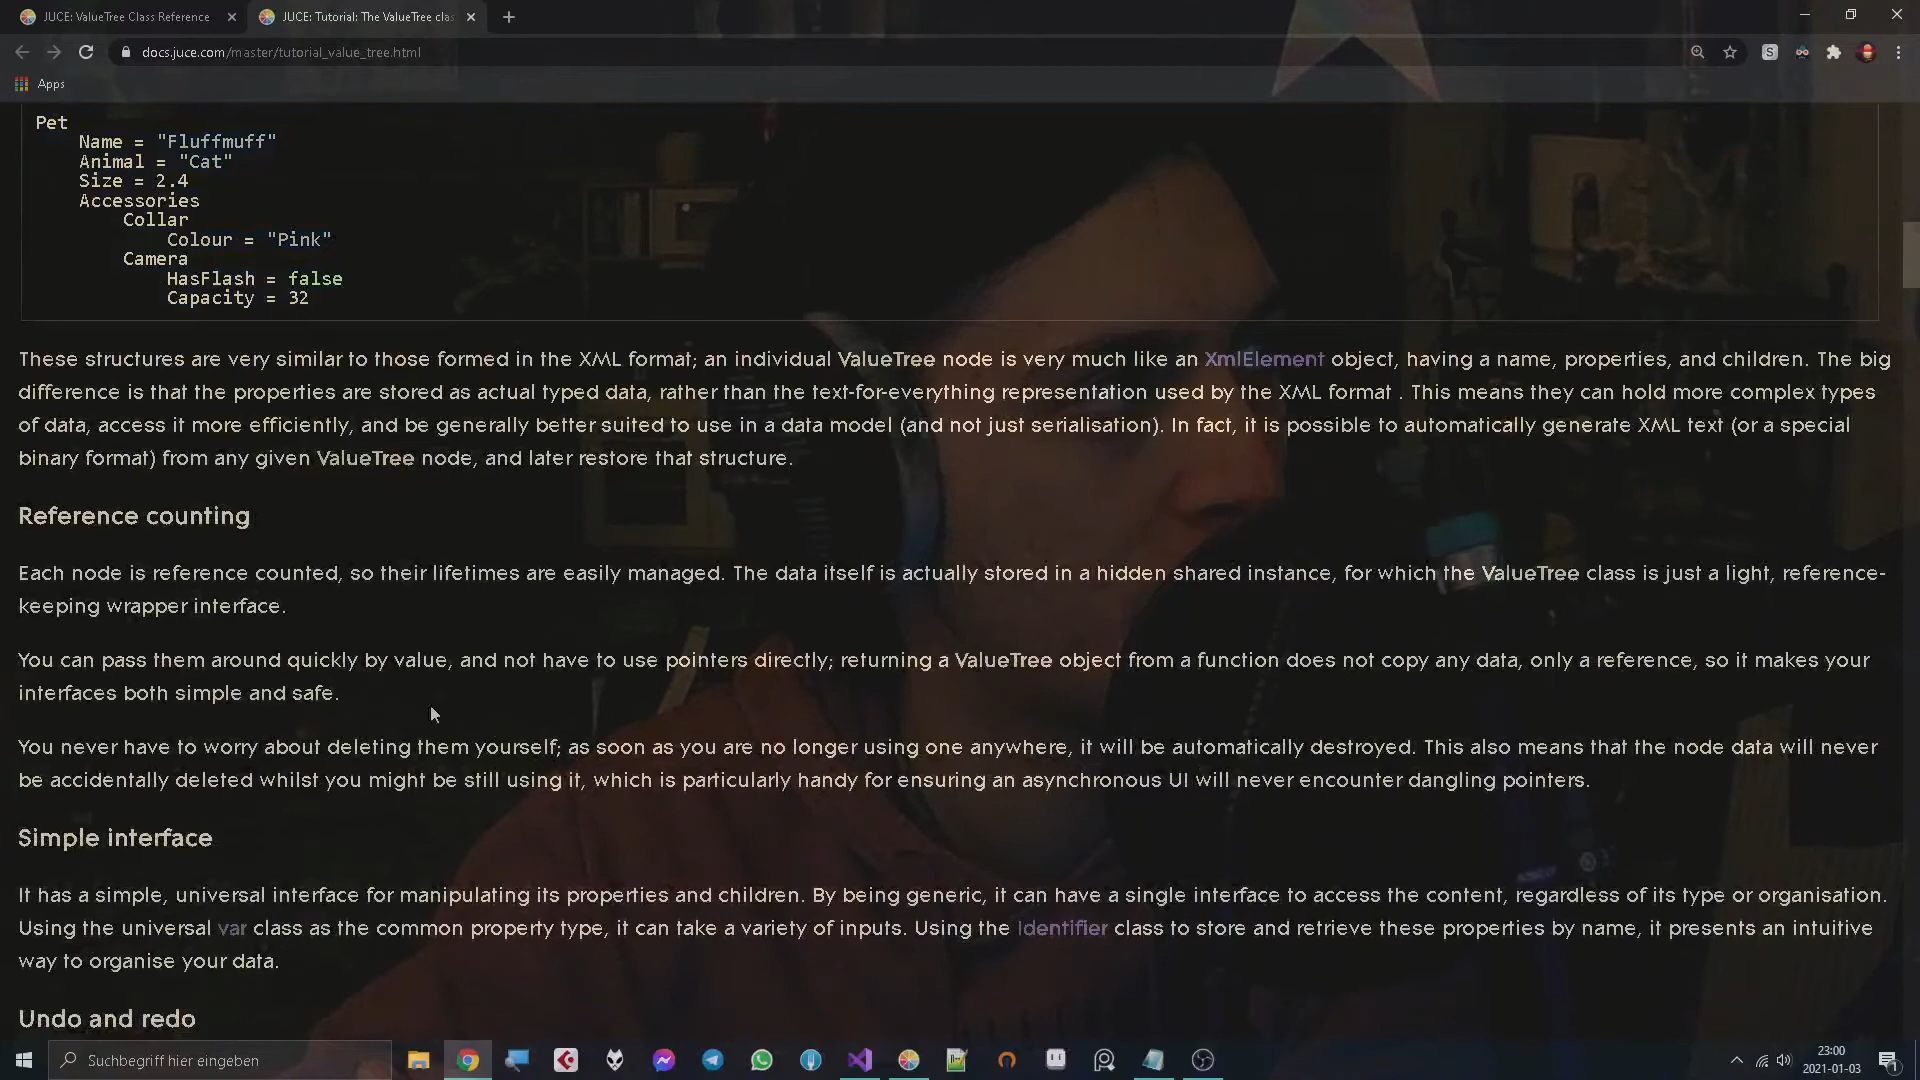 JUCE: ValueTree Class Reference
JUCE: Tutorial: The ValueTree clas
docs.juce.com/master/tutorial_value_tree.html
Apps
Pet
Name = "Fluffmuff"
Animal = "Cat"
Size = 2.4
Accessories
Collar
Colour = "Pink"
Camera
HasFlash = false
Capacity = 32
These structures are very similar to those formed in the XML format; an individual ValueTree node is very much like an XmlElement object, having a name, properties, and children. The big
difference is that the properties are stored as actual typed data, rather than the text-for-everything representation used by the XML format . This means they can hold more complex types
of data, access it more efficiently, and be generally better suited to use in a data model (and not just serialisation). In fact, it is possible to automatically generate XML text (or a special
binary format) from any given ValueTree node, and later restore that structure.
Reference counting
Each node is reference counted, so their lifetimes are easily managed. The data itself is actually stored in a hidden shared instance, for which the ValueTree class is just a light, reference-
keeping wrapper interface.
You can pass them around quickly by value, and not have to use pointers directly; returning a ValueTree object from a function does not copy any data, only a reference, so it makes your
interfaces both simple and safe.
You never have to worry about deleting them yourself; as soon as you are no longer using one anywhere, it will be automatically destroyed. This also means that the node data will never
be accidentally deleted whilst you might be still using it, which is particularly handy for ensuring an asynchronous UI will never encounter dangling pointers.
Simple interface
It has a simple, universal interface for manipulating its properties and children. By being generic, it can have a single interface to access the content, regardless of its type or organisation.
Using the universal var class as the common property type, it can take a variety of inputs. Using the Identifier class to store and retrieve these properties by name, it presents an intuitive
way to organise your data.
Undo and redo
Suchbegriff hier eingeben
23:00
2021-01-03